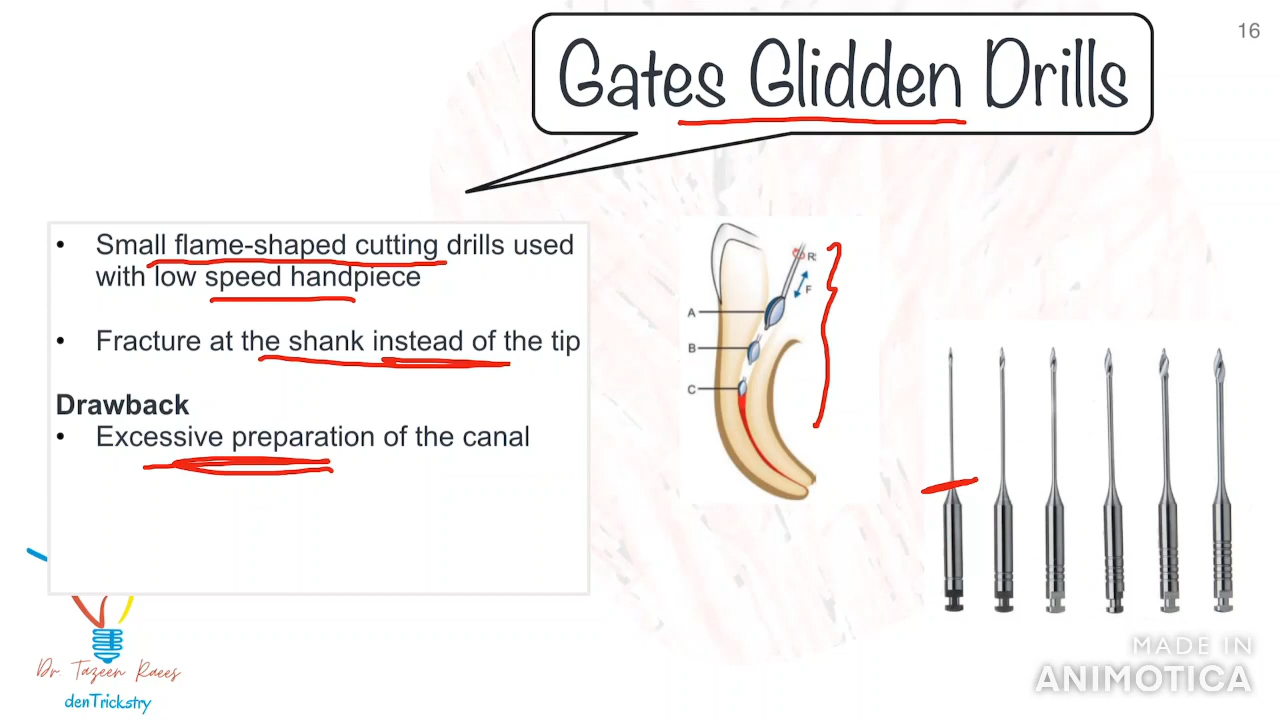 16
Gates Glidden Drills
• Small flame-shaped cutting drills used
with low speed handpiece
• Fracture at the shank instead of the tip
Drawback
• Excessive preparation of the canal
R
F
A
B
C
Dr. Tazeen Raees
denTrickstry
MADE IN
ANIMOTICA